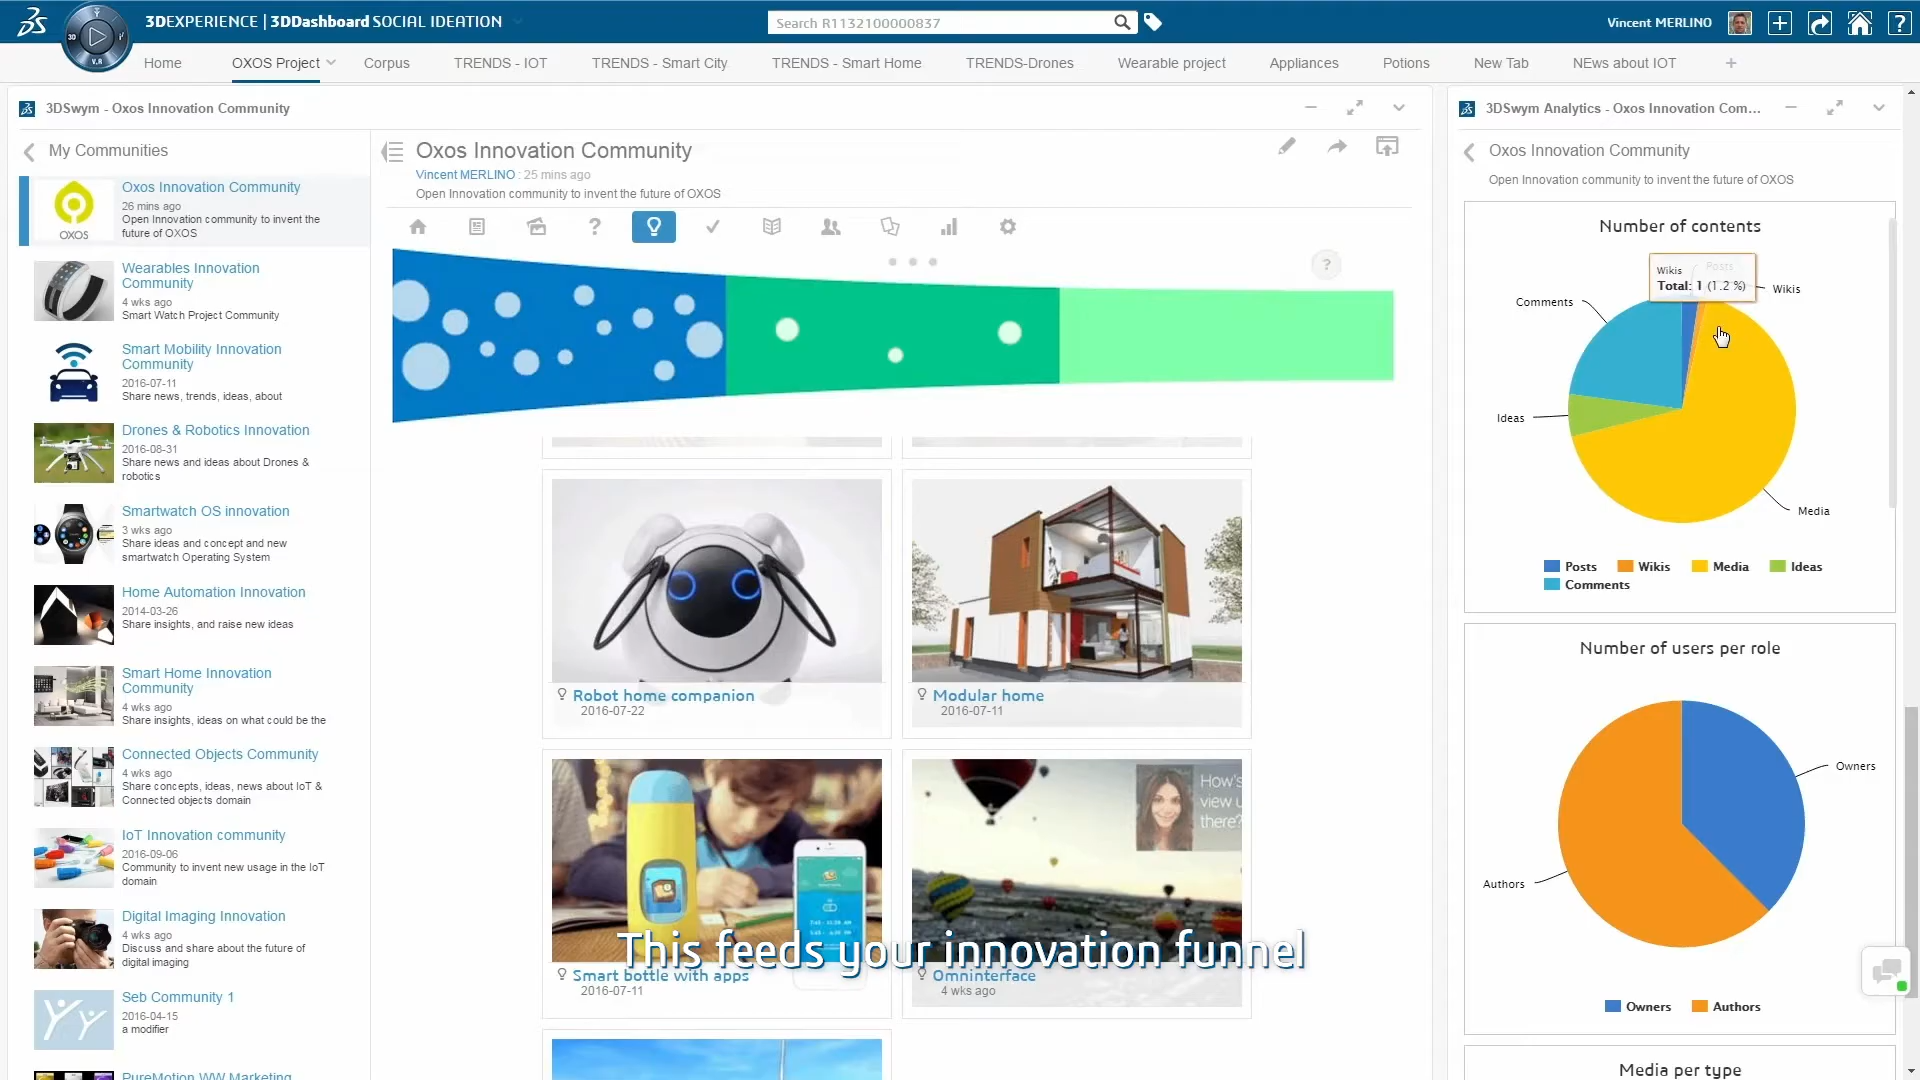 3DEXPERIENCE | 3DDashboard SOCIAL IDEATION
Search R1132100000837
Vincent MERLINO
3D
V.R
Home
OXOS Project
Corpus
TRENDS - IOT
TRENDS - Smart City
TRENDS - Smart Home
TRENDS-Drones
Wearable project
Appliances
Potions
New Tab
NEws about IOT
3DSwym - Oxos Innovation Community
My Communities
Oxos Innovation Community
26 mins ago
Open Innovation community to invent the
future of OXOS
OXOS
Wearables Innovation
Community
4 wks ago
Smart Watch Project Community
Smart Mobility Innovation
Community
2016-07-11
Share news, trends, ideas, about
Drones & Robotics Innovation
2016-08-31
Share news and ideas about Drones &
robotics
Smartwatch OS innovation
3 wks ago
Share ideas and concept and new
smartwatch Operating System
Home Automation Innovation
2014-03-26
Share insights, and raise new ideas
Smart Home Innovation
Community
4 wks ago
Share insights, ideas on what could be the
Connected Objects Community
4 wks ago
Share concepts, ideas, news about IoT &
Connected objects domain
IoT Innovation community
2016-09-06
Community to invent new usage in the IoT
domain
Digital Imaging Innovation
4 wks ago
Discuss and share about the future of
digital imaging
Seb Community 1
2016-04-15
a modifier
PureMotion WW Marketing
Oxos Innovation Community
Vincent MERLINO : 25 mins ago
Open Innovation community to invent the future of OXOS
?
?
Robot home companion
2016-07-22
Modular home
2016-07-11
How's
view
there?
Smart bottle with apps
2016-07-11
Omninterface
4 wks ago
This feeds your innovation funnel
3DSwym Analytics - Oxos Innovation Com...
Oxos Innovation Community
Open Innovation community to invent the future of OXOS
Number of contents
Wikis
Total: 1 (1.2 %)
Posts
Wikis
Comments
Ideas
Media
Posts
Wikis
Media
Ideas
Comments
Number of users per role
Owners
Authors
Owners
Authors
Media per type